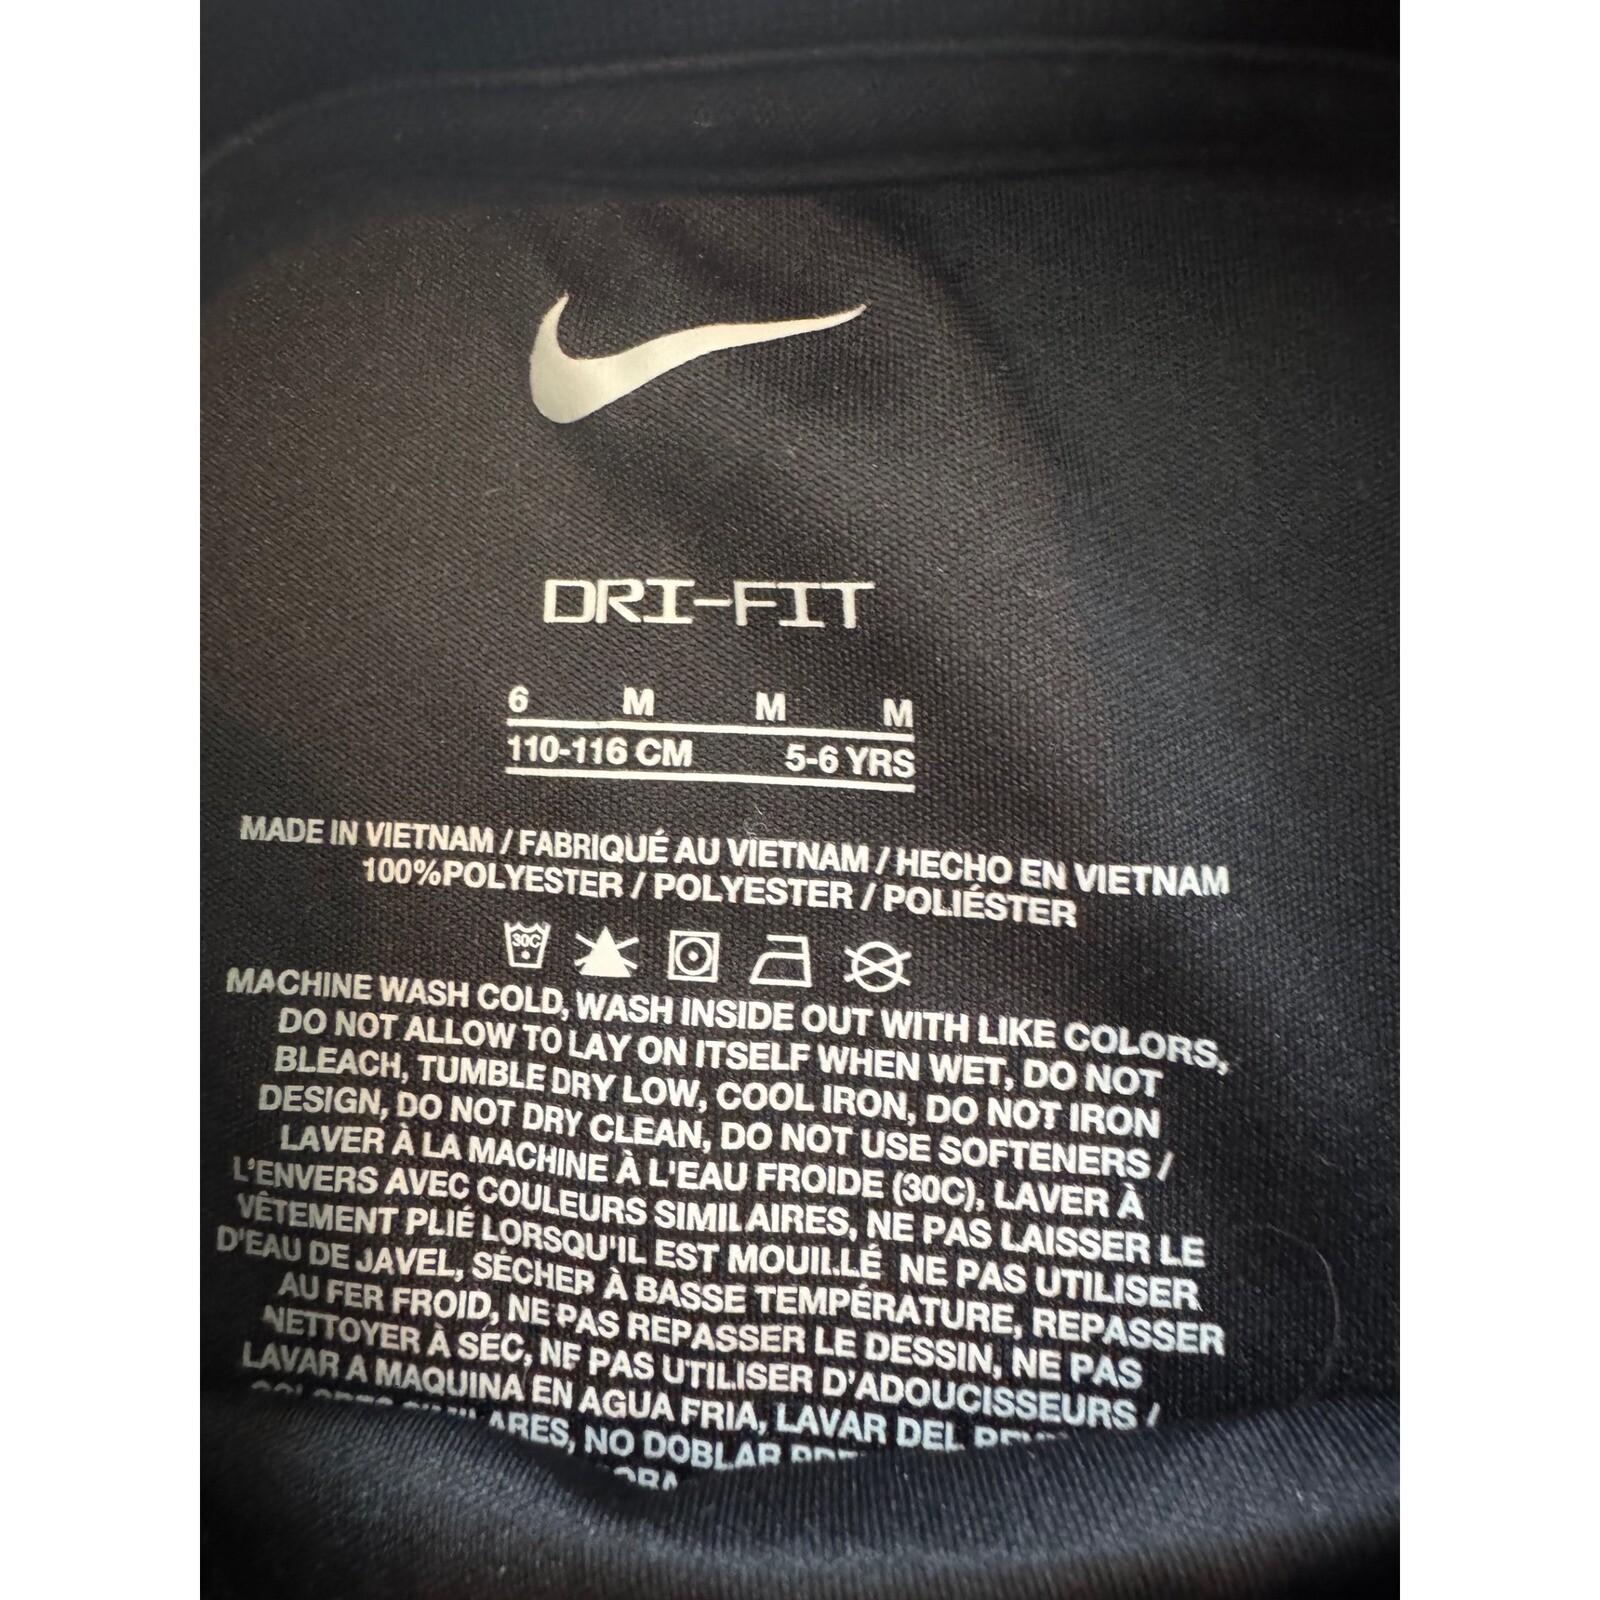 DRI-FIT
6 M M M
110-116 CM 5-6 YRS
MADE IN VIETNAM / FABRIQUÉ AU VIETNAM / HECHO EN VIETNAM
100%POLYESTER / POLYESTER / POLIÉSTER
30C
MACHINE WASH COLD, WASH INSIDE OUT WITH LIKE COLORS,
DO NOT ALLOW TO LAY ON ITSELF WHEN WET, DO NOT
BLEACH, TUMBLE DRY LOW, COOL IRON, DO NOT IRON
DESIGN, DO NOT DRY CLEAN, DO NOT USE SOFTENERS /
LAVER À LA MACHINE À L'EAU FROIDE (30C), LAVER À
L'ENVERS AVEC COULEURS SIMILAIRES, NE PAS LAISSER LE
VÊTEMENT PLIÉ LORSQU'IL EST MOUILLÉ NE PAS UTILISER
D'EAU DE JAVEL, SÉCHER À BASSE TEMPÉRATURE, REPASSER
AU FER FROID, NE PAS REPASSER LE DESSIN, NE PAS
NETTOYER À SEC, NE PAS UTILISER D'ADOUCISSEURS /
LAVAR A MAQUINA EN AGUA FRIA, LAVAR DEL
NO DOBLAR